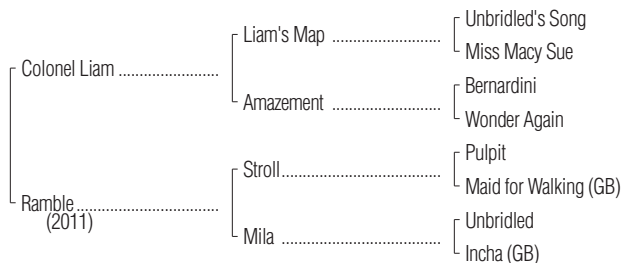 Unbridled's Song
Liam's Map ........................
Miss Macy Sue
Colonel Liam ......................
Bernardini
Amazement ........................
Wonder Again
Pulpit
Stroll...................................
Maid for Walking (GB)
Ramble................................
(2011)
Unbridled
Mila ...................................
Incha (GB)